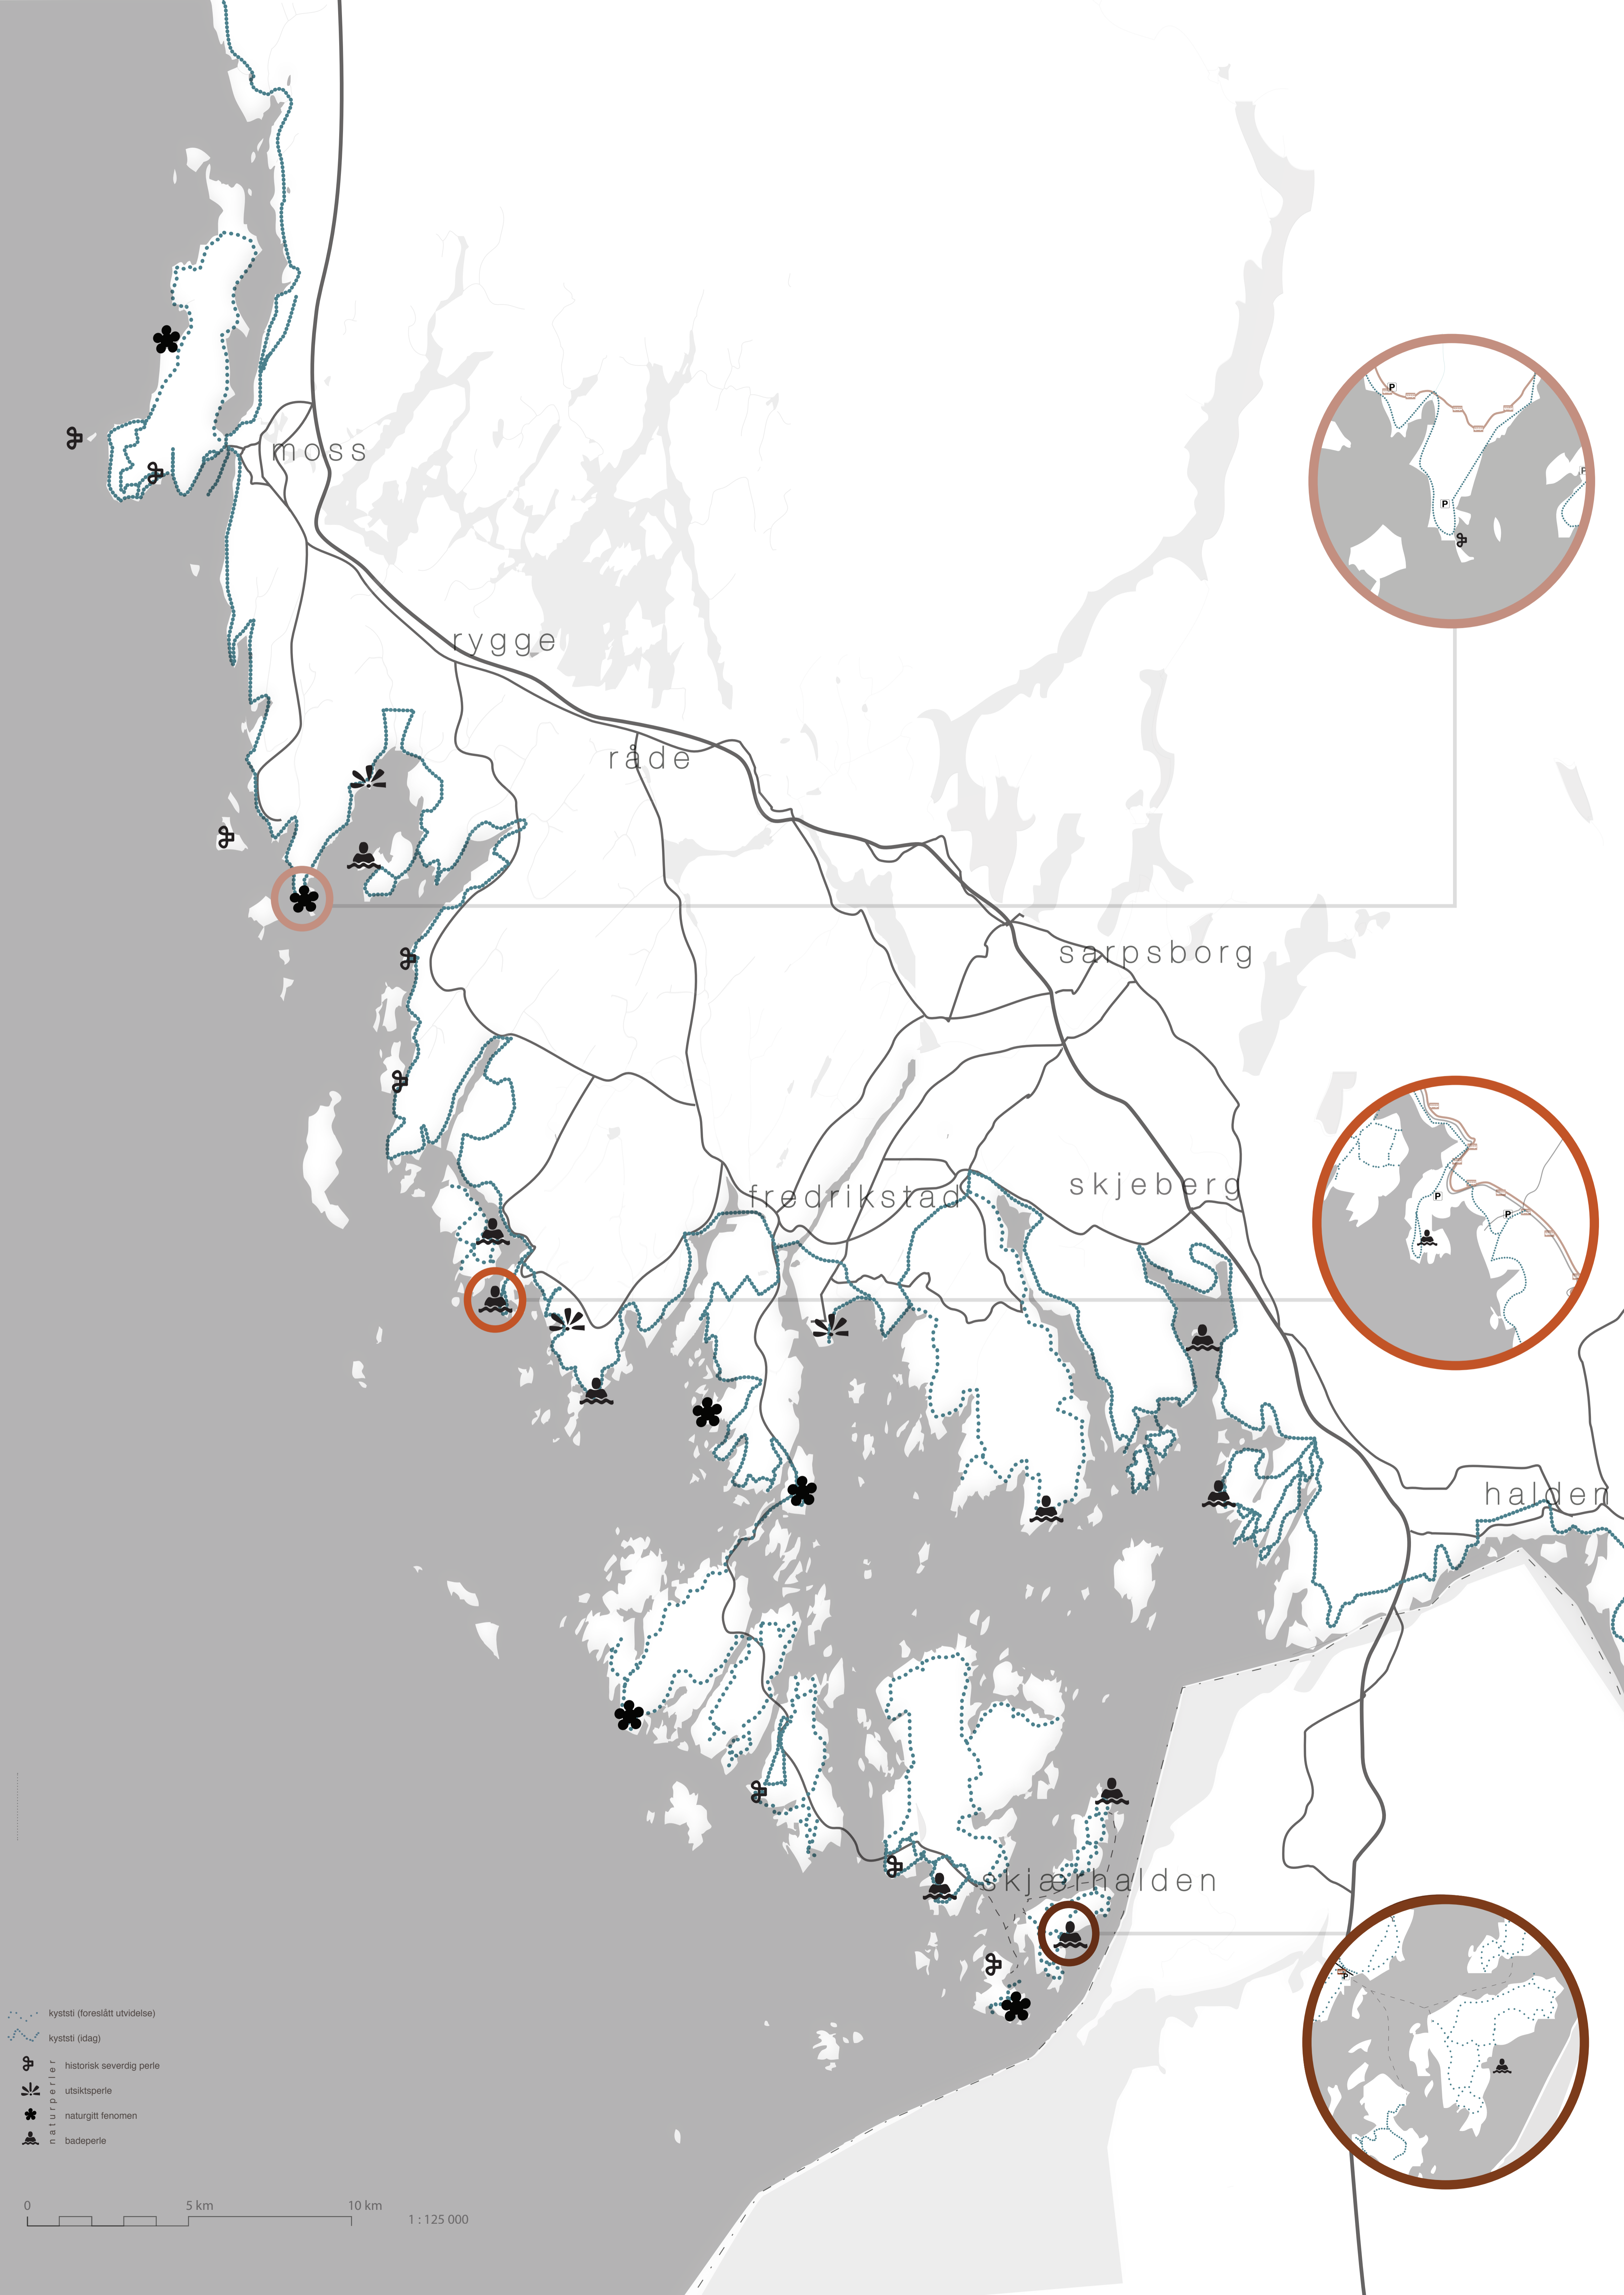 P
P
P
moss
rygge
råde
sarpsborg
P
P
skjeberg
fredrikstad
halden
skjærhalden
P
kyststi (foreslått utvidelse)
kyststi (idag)
historisk severdig perle
utsiktsperle
naturgitt fenomen
badeperle
naturperler
0 5 km 10 km
1 : 125 000